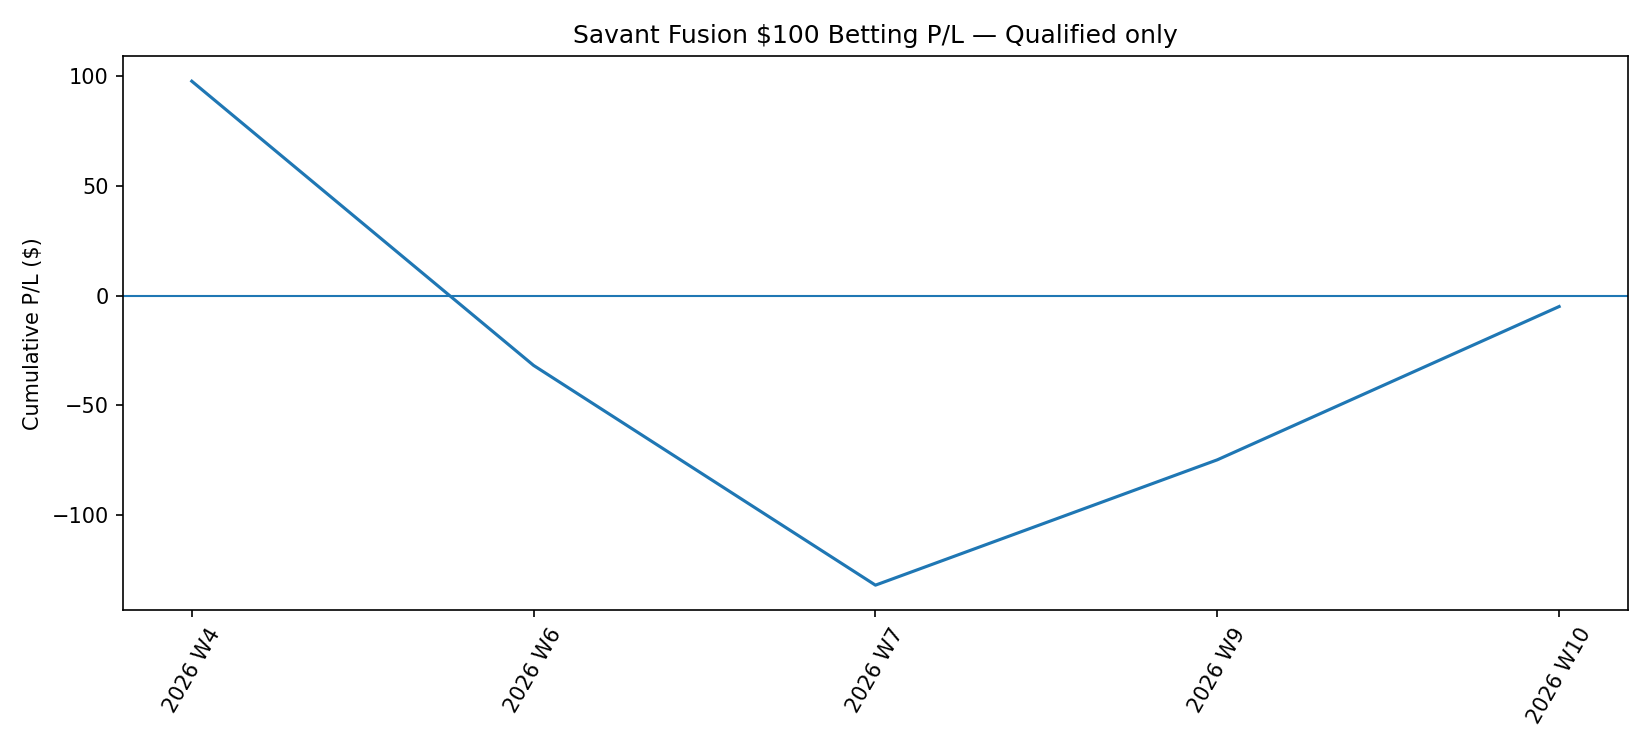 Savant Fusion $100 Betting P/L — Qualified only
Cumulative P/L ($)
100
50
0
−50
−100
2026 W4
2026 W6
2026 W7
2026 W9
2026 W10